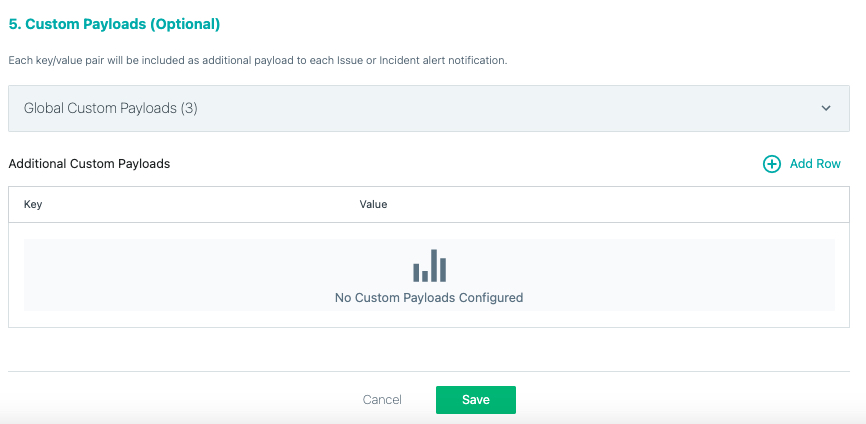 5. Custom Payloads (Optional)
Each key/value pair will be included as additional payload to each Issue or Incident alert notification.
Global Custom Payloads (3)
Additional Custom Payloads
Add Row
Key
Value
No Custom Payloads Configured
Cancel
Save